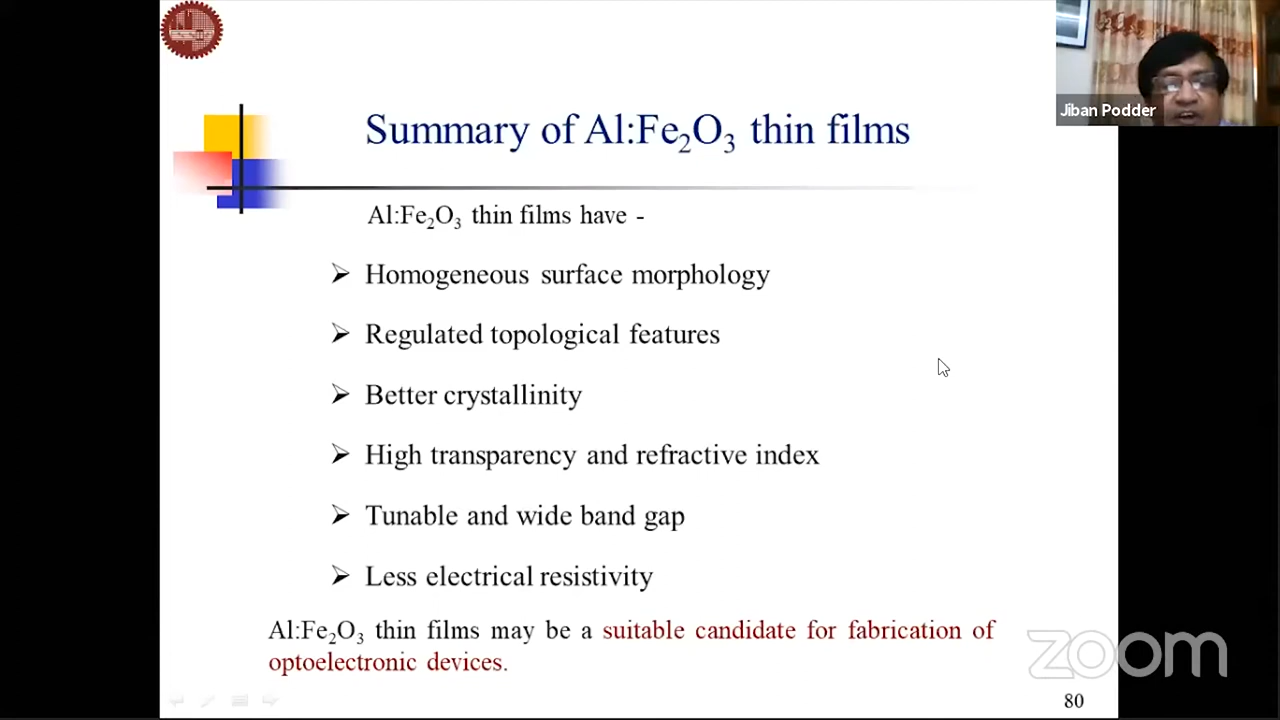 Jiban Podder
Summary of Al:Fe₂O₃ thin films
Al:Fe₂O₃ thin films have -
➢ Homogeneous surface morphology
➢ Regulated topological features
➢ Better crystallinity
➢ High transparency and refractive index
➢ Tunable and wide band gap
➢ Less electrical resistivity
Al:Fe₂O₃ thin films may be a suitable candidate for fabrication of
optoelectronic devices.
zoom
80